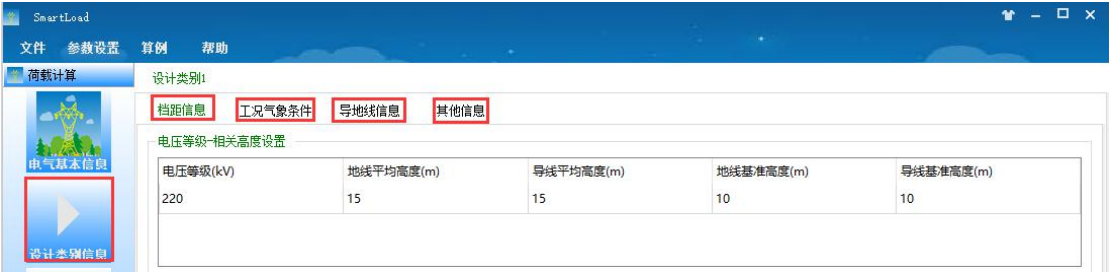 SmartLoad
文件 参数设置 算例 帮助
荷载计算
设计类别1
档距信息 工况气象条件 导地线信息 其他信息
电压等级-相关高度设置
电气基本信息
电压等级(kV) 地线平均高度(m) 导线平均高度(m) 地线基准高度(m) 导线基准高度(m)
220 15 15 10 10
设计类别信息